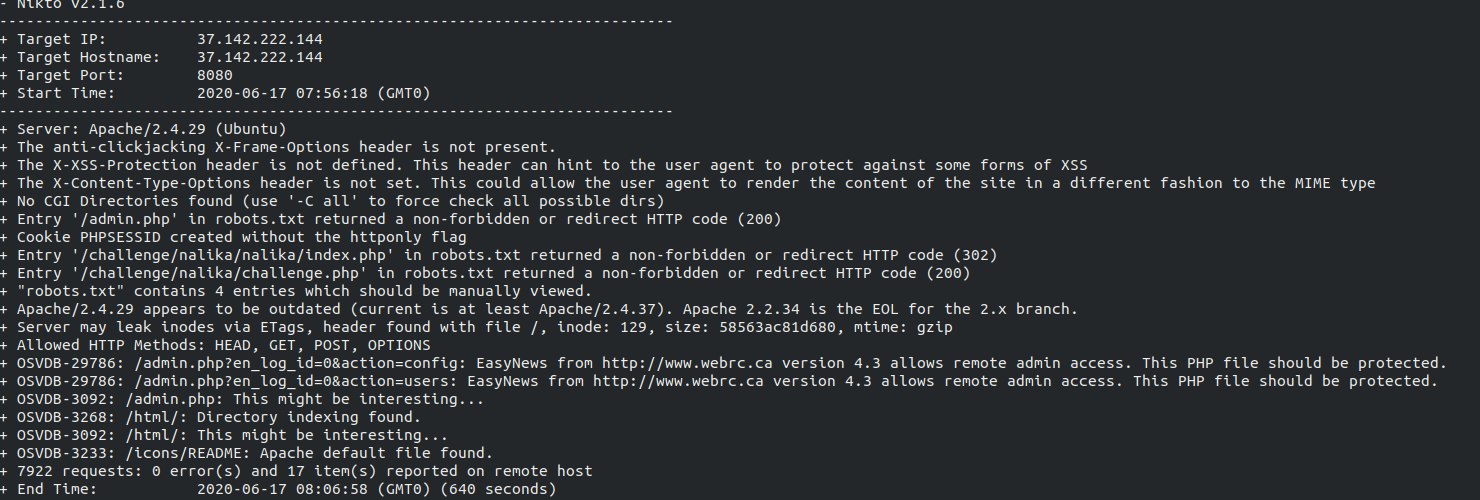 - Nikto v2.1.6
---------------------------------------------------------------------------
+ Target IP:          37.142.222.144
+ Target Hostname:    37.142.222.144
+ Target Port:        8080
+ Start Time:         2020-06-17 07:56:18 (GMT0)
---------------------------------------------------------------------------
+ Server: Apache/2.4.29 (Ubuntu)
+ The anti-clickjacking X-Frame-Options header is not present.
+ The X-XSS-Protection header is not defined. This header can hint to the user agent to protect against some forms of XSS
+ The X-Content-Type-Options header is not set. This could allow the user agent to render the content of the site in a different fashion to the MIME type
+ No CGI Directories found (use '-C all' to force check all possible dirs)
+ Entry '/admin.php' in robots.txt returned a non-forbidden or redirect HTTP code (200)
+ Cookie PHPSESSID created without the httponly flag
+ Entry '/challenge/nalika/nalika/index.php' in robots.txt returned a non-forbidden or redirect HTTP code (302)
+ Entry '/challenge/nalika/challenge.php' in robots.txt returned a non-forbidden or redirect HTTP code (200)
+ "robots.txt" contains 4 entries which should be manually viewed.
+ Apache/2.4.29 appears to be outdated (current is at least Apache/2.4.37). Apache 2.2.34 is the EOL for the 2.x branch.
+ Server may leak inodes via ETags, header found with file /, inode: 129, size: 58563ac81d680, mtime: gzip
+ Allowed HTTP Methods: HEAD, GET, POST, OPTIONS
+ OSVDB-29786: /admin.php?en_log_id=0&action=config: EasyNews from http://www.webrc.ca version 4.3 allows remote admin access. This PHP file should be protected.
+ OSVDB-29786: /admin.php?en_log_id=0&action=users: EasyNews from http://www.webrc.ca version 4.3 allows remote admin access. This PHP file should be protected.
+ OSVDB-3092: /admin.php: This might be interesting...
+ OSVDB-3268: /html/: Directory indexing found.
+ OSVDB-3092: /html/: This might be interesting...
+ OSVDB-3233: /icons/README: Apache default file found.
+ 7922 requests: 0 error(s) and 17 item(s) reported on remote host
+ End Time:           2020-06-17 08:06:58 (GMT0) (640 seconds)